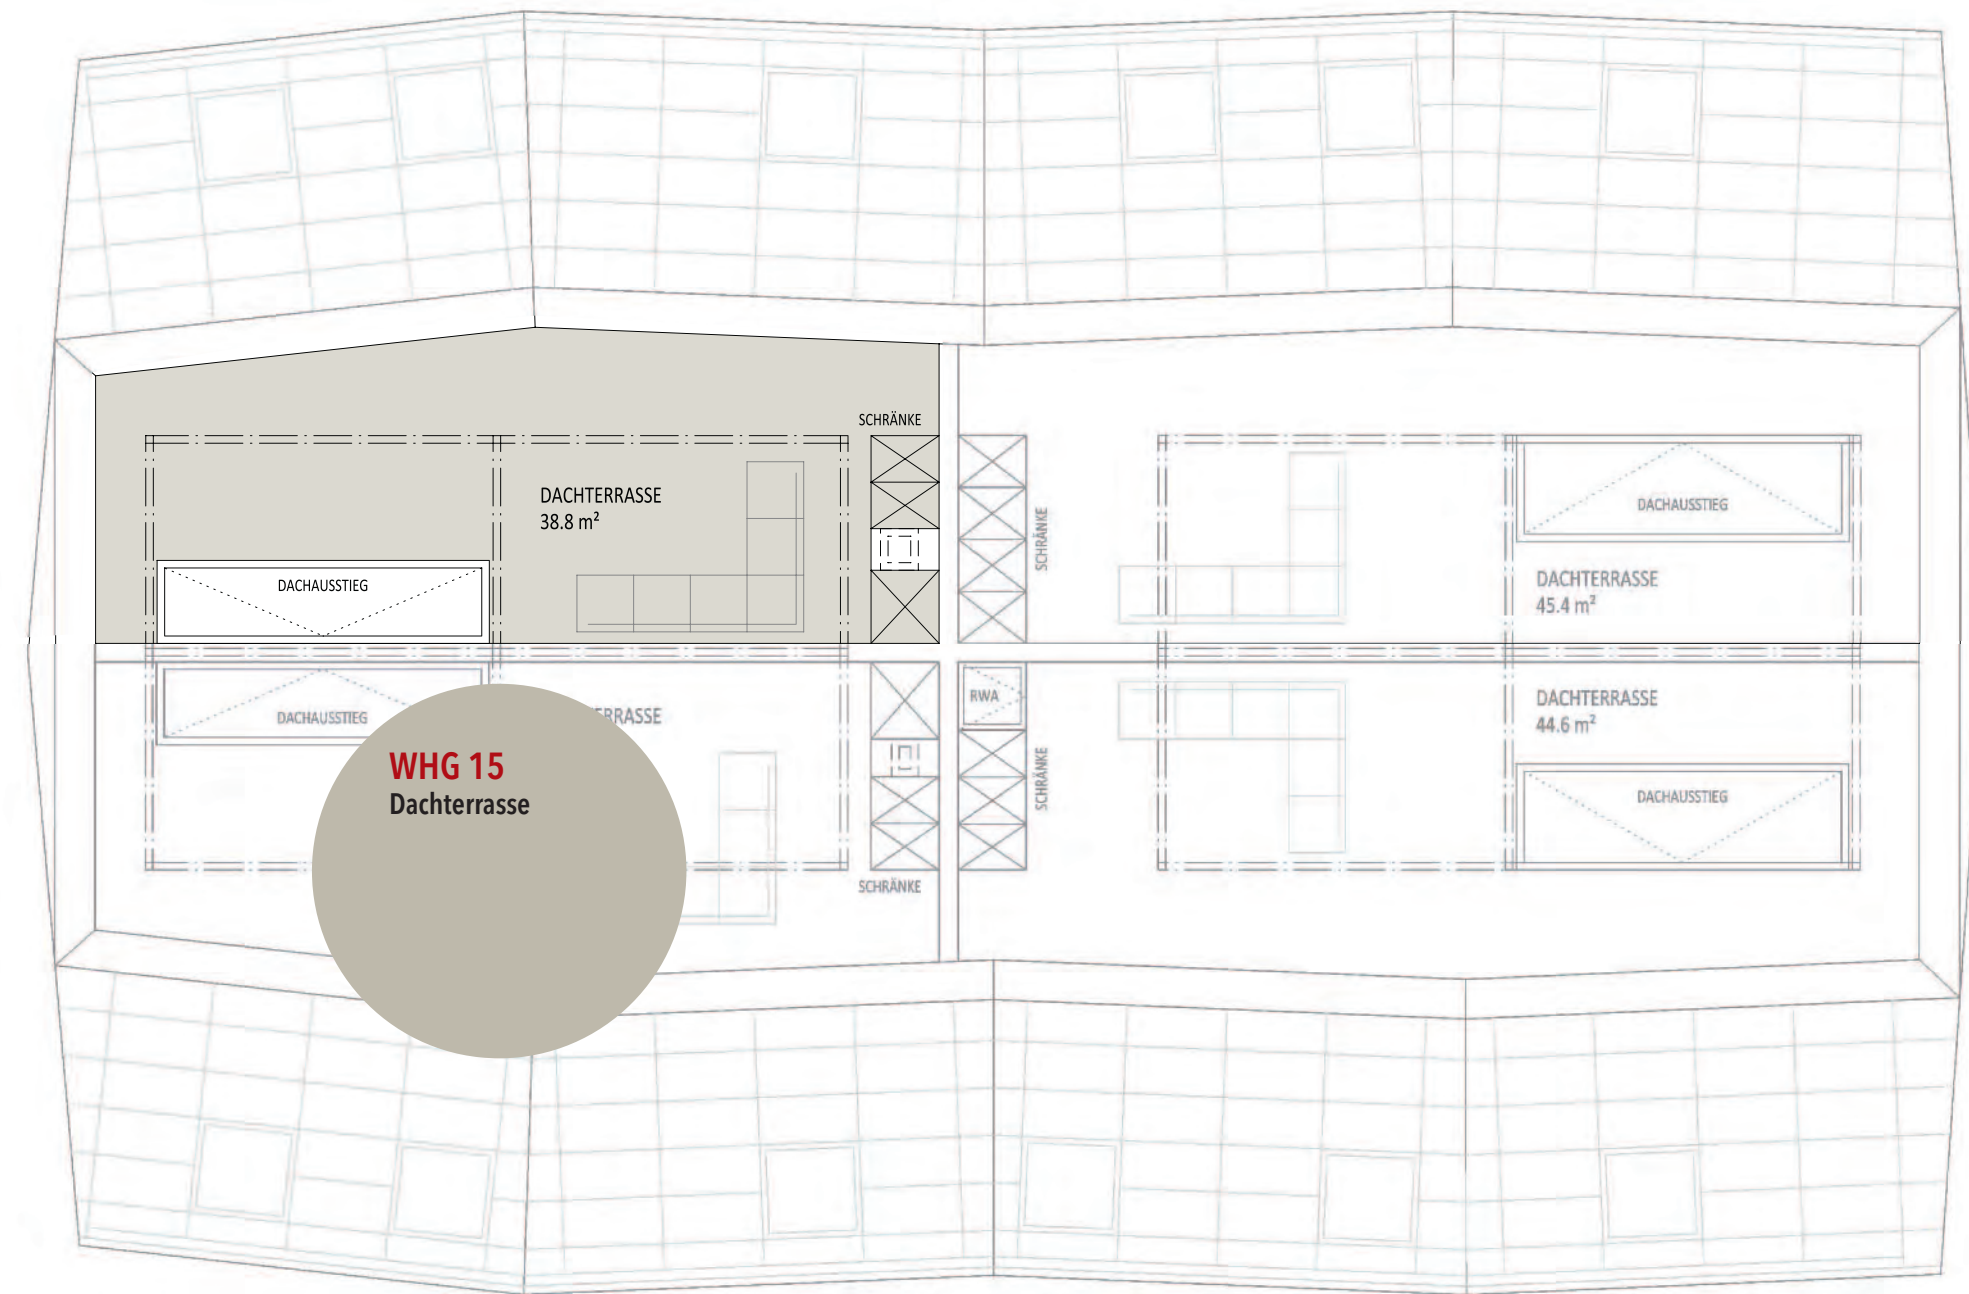 SCHRÄNKE
DACHTERRASSE
38.8 m²
DACHAUSSTIEG
SCHRÄNKE
DACHAUSSTIEG
DACHTERRASSE
45.4 m²
DACHAUSSTIEG
RRASSE
WHG 15
Dachterrasse
SCHRÄNKE
RWA
SCHRÄNKE
DACHTERRASSE
44.6 m²
DACHAUSSTIEG